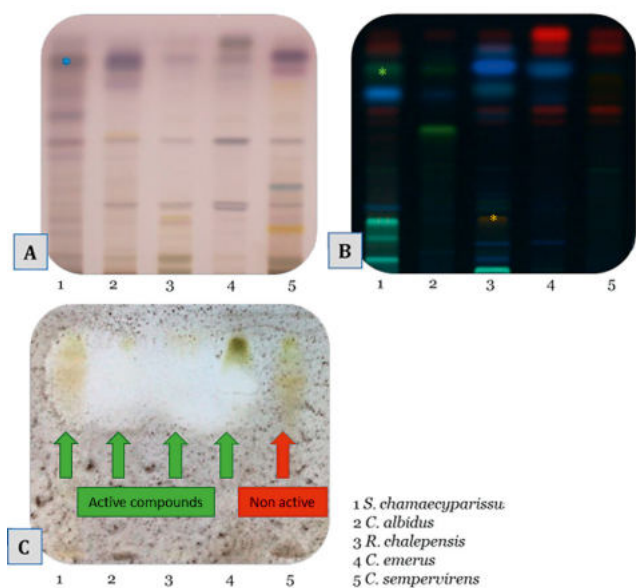 A
B
1 2 3 4 5
1 2 3 4 5
Active compounds
Non active
C
1 2 3 4 5
1 S. chamaecyparissu
2 C. albidus
3 R. chalepensis
4 C. emerus
5 C. sempervirens